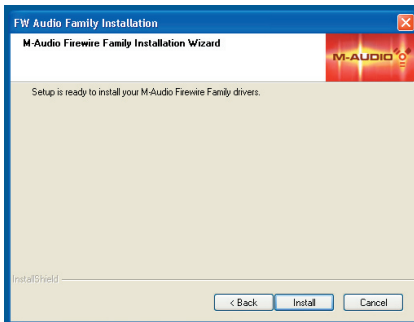 FW Audio Family Installation
M-Audio Firewire Family Installation Wizard
M-AUDIO
Setup is ready to install your M-Audio Firewire Family drivers.
InstallShield
< Back Install Cancel